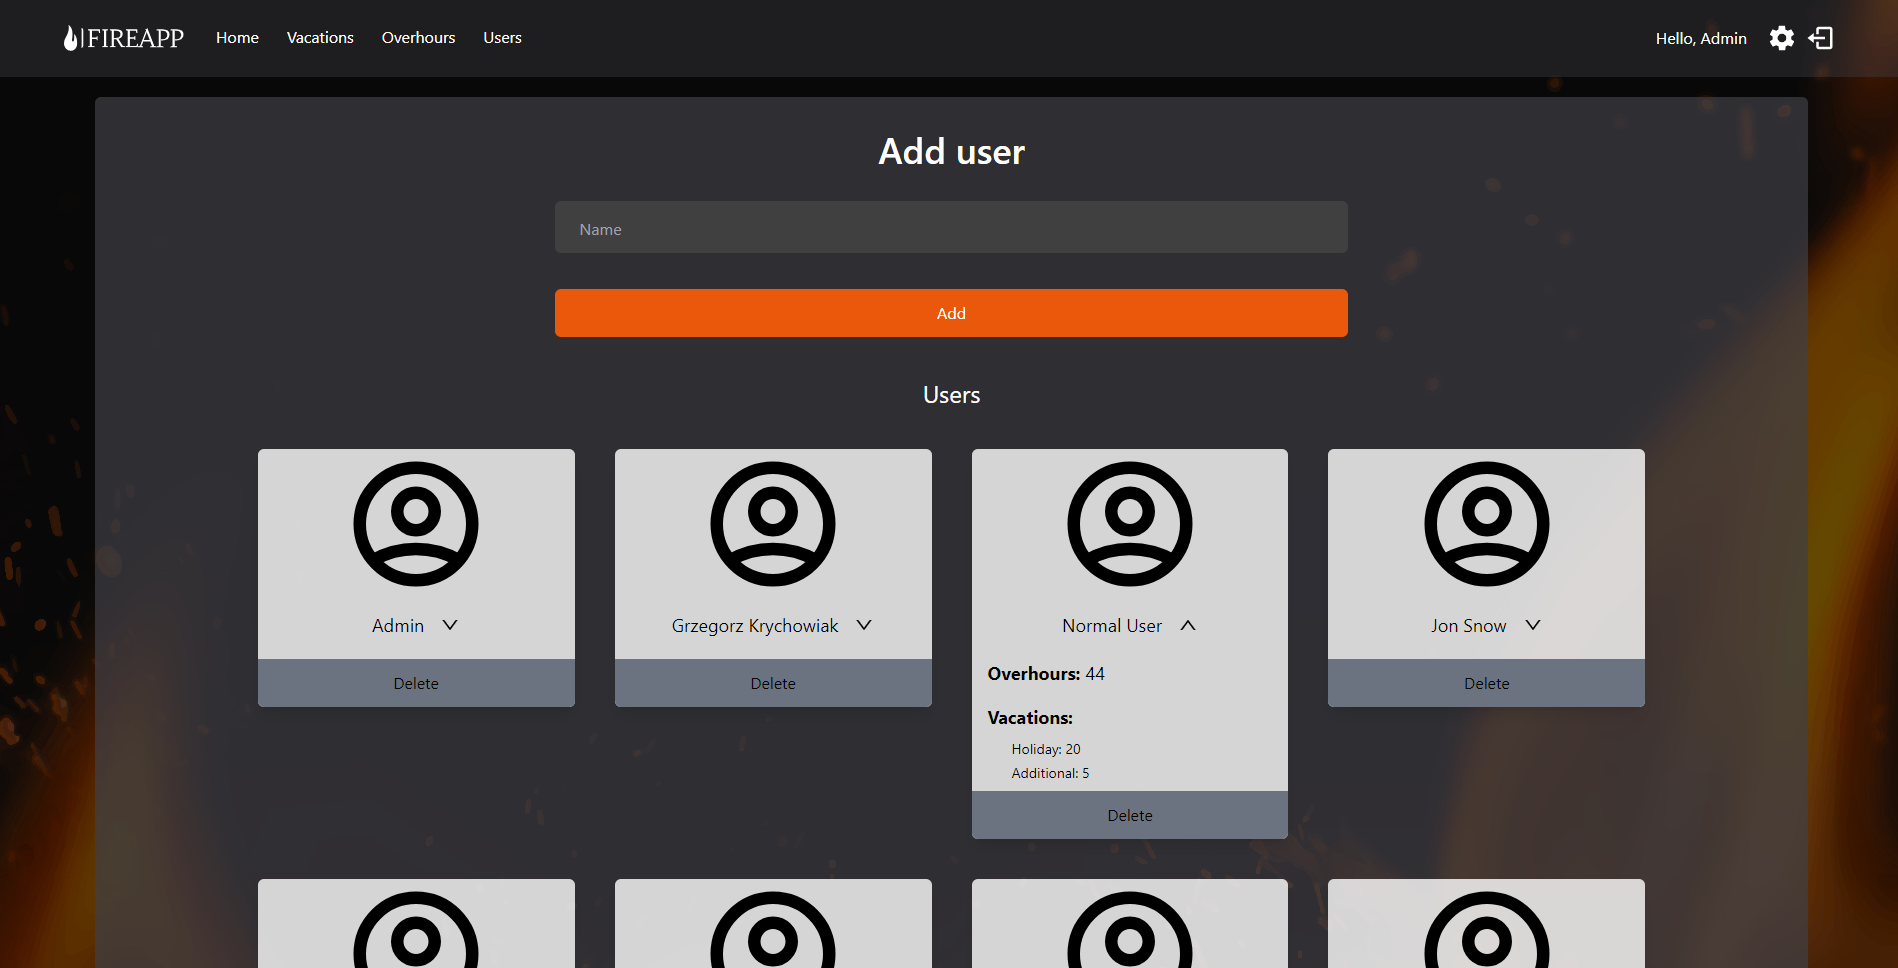 FIREAPP Home Vacations Overhours Users Hello, Admin
Add user
Name
Add
Users
Admin
Delete
Grzegorz Krychowiak
Delete
Normal User
Overhours: 44
Vacations:
Holiday: 20
Additional: 5
Delete
Jon Snow
Delete